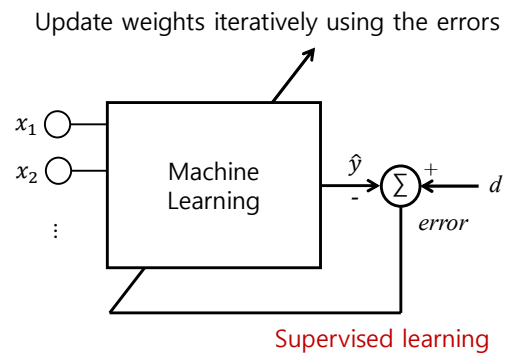 Update weights iteratively using the errors
x₁
x₂
⋮
Machine
Learning
ŷ
-
∑
+
d
error
Supervised learning